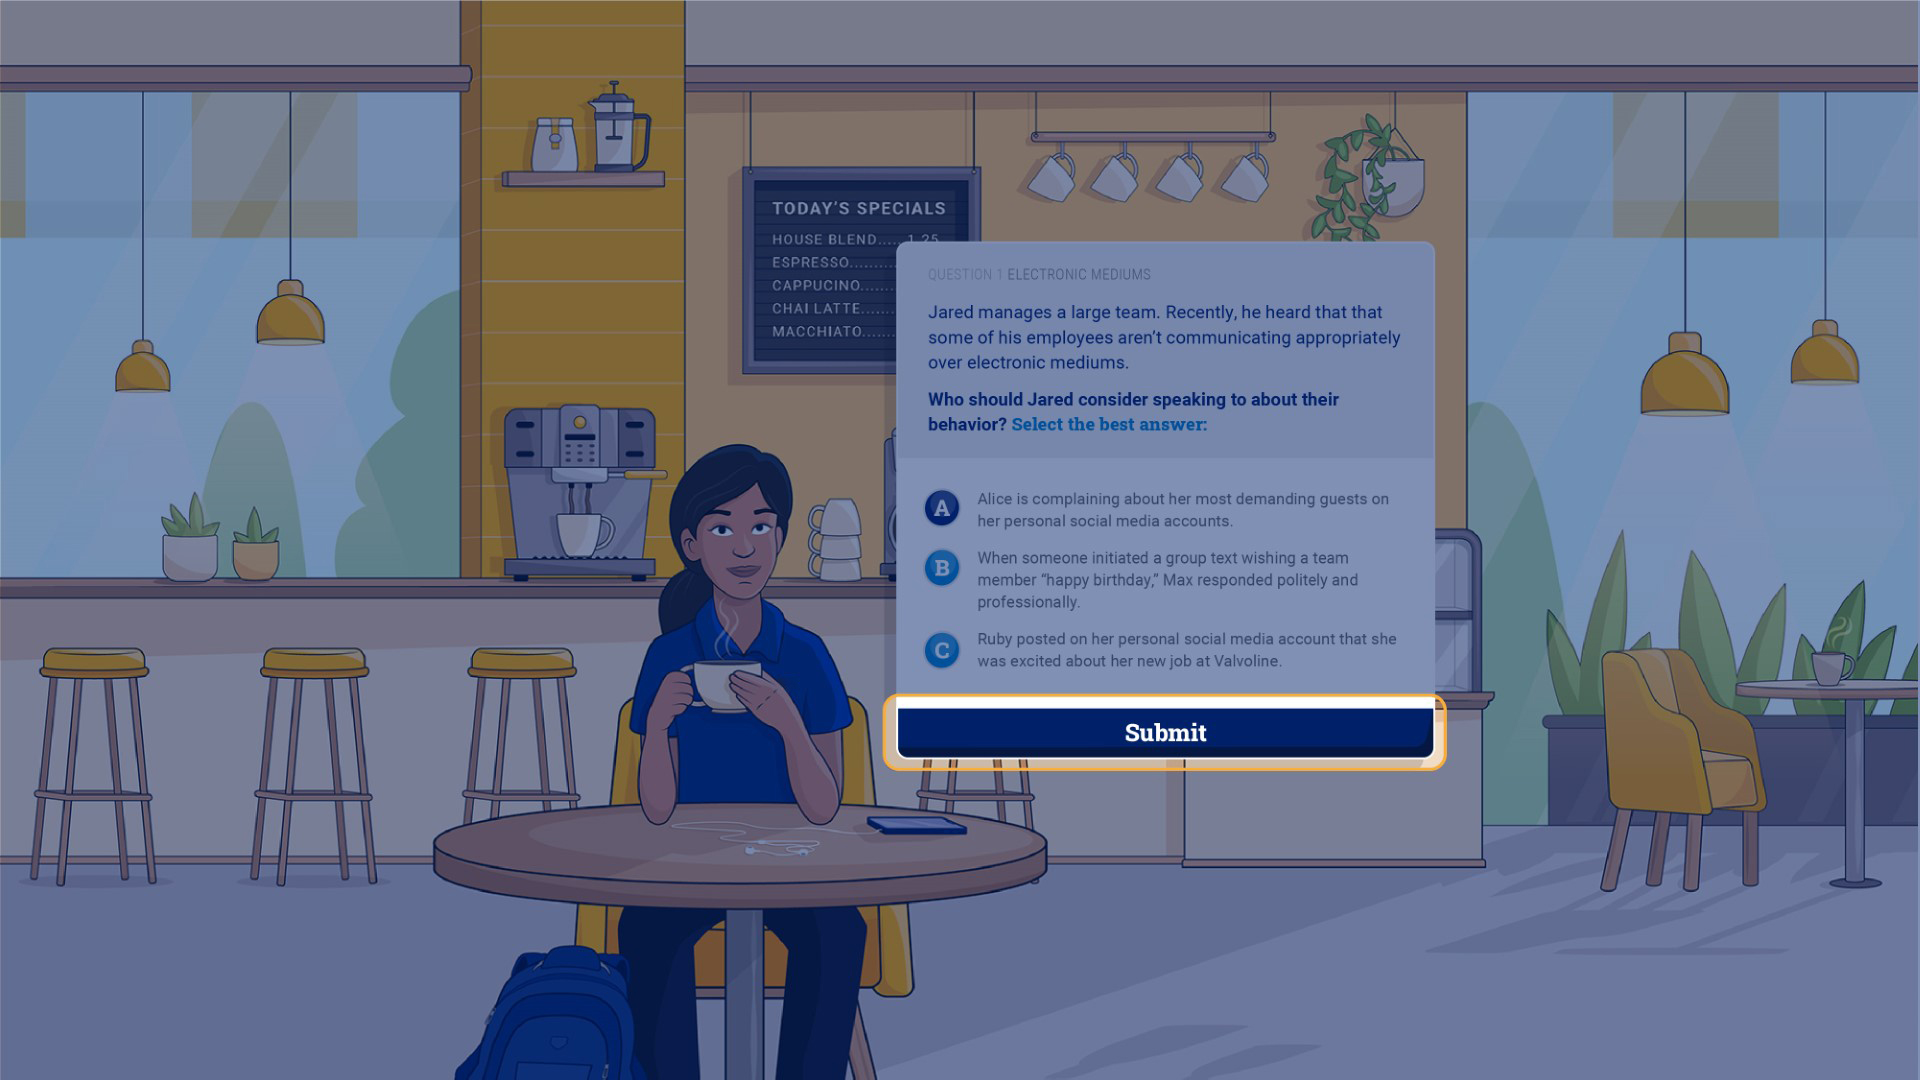 TODAY'S SPECIALS
HOUSE BLEND.....1.25
ESPRESSO.........
CAPPUCINO.......
CHAI LATTE.......
MACCHIATO.......
QUESTION 1 ELECTRONIC MEDIUMS
Jared manages a large team. Recently, he heard that that
some of his employees aren't communicating appropriately
over electronic mediums.
Who should Jared consider speaking to about their
behavior? Select the best answer:
A Alice is complaining about her most demanding guests on
her personal social media accounts.
B When someone initiated a group text wishing a team
member “happy birthday,” Max responded politely and
professionally.
C Ruby posted on her personal social media account that she
was excited about her new job at Valvoline.
Submit